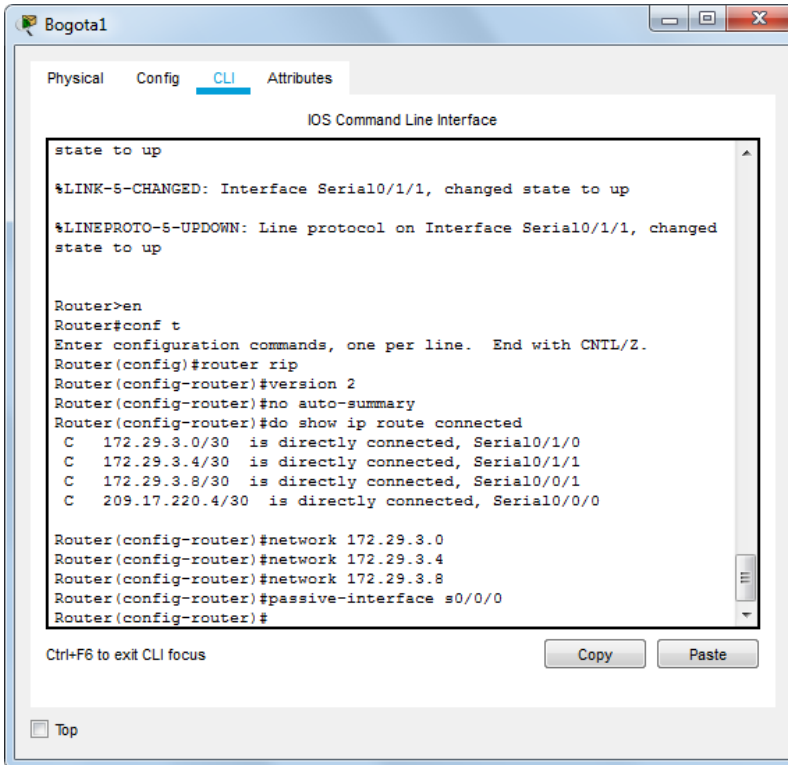 Bogota1
Physical Config CLI Attributes
IOS Command Line Interface
state to up
%LINK-5-CHANGED: Interface Serial0/1/1, changed state to up
%LINEPROTO-5-UPDOWN: Line protocol on Interface Serial0/1/1, changed
state to up
Router>en
Router#conf t
Enter configuration commands, one per line.  End with CNTL/Z.
Router(config)#router rip
Router(config-router)#version 2
Router(config-router)#no auto-summary
Router(config-router)#do show ip route connected
C   172.29.3.0/30  is directly connected, Serial0/1/0
C   172.29.3.4/30  is directly connected, Serial0/1/1
C   172.29.3.8/30  is directly connected, Serial0/0/1
C   209.17.220.4/30  is directly connected, Serial0/0/0
Router(config-router)#network 172.29.3.0
Router(config-router)#network 172.29.3.4
Router(config-router)#network 172.29.3.8
Router(config-router)#passive-interface s0/0/0
Router(config-router)#
Ctrl+F6 to exit CLI focus Copy Paste
Top